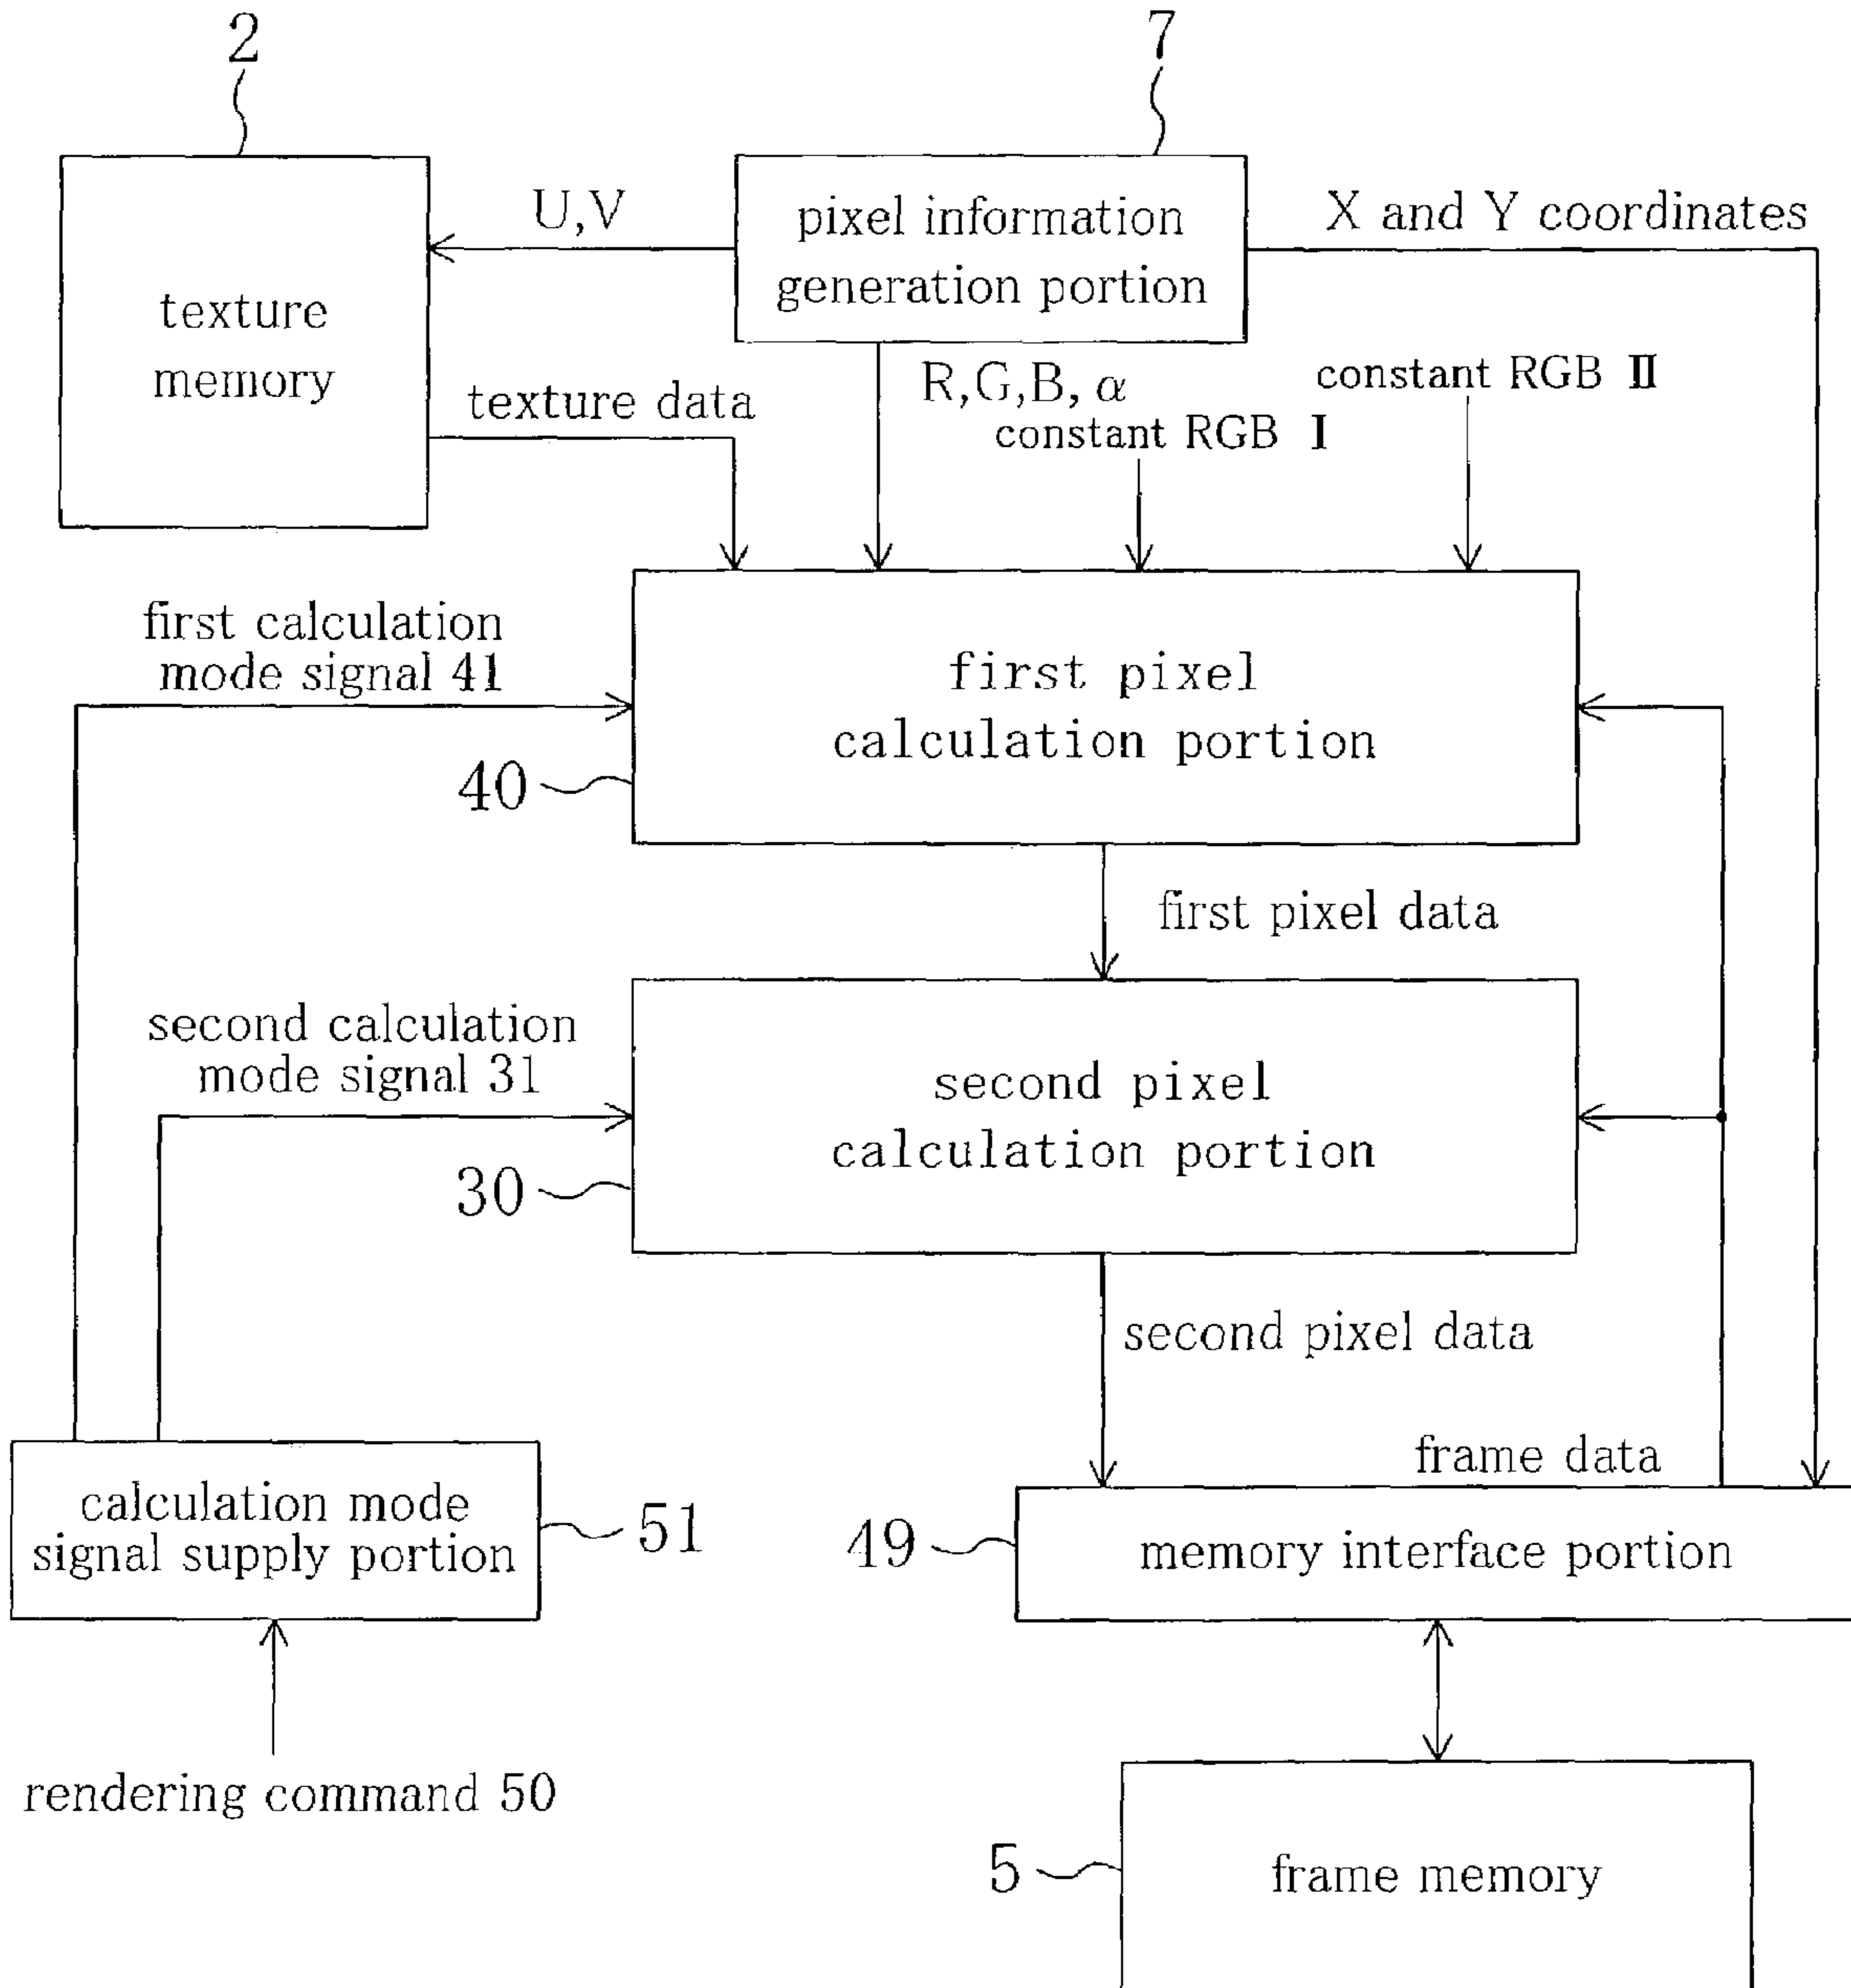 2
7
texture
memory
U,V
pixel information
generation portion
X and Y coordinates
texture data
R,G,B, α
constant RGB I
constant RGB II
first calculation
mode signal 41
first pixel
calculation portion
40
first pixel data
second calculation
mode signal 31
second pixel
calculation portion
30
second pixel data
frame data
calculation mode
signal supply portion
51
49
memory interface portion
rendering command 50
5
frame memory